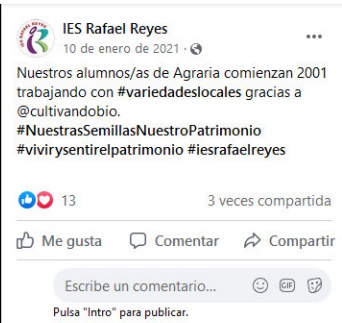 IES Rafael Reyes
10 de enero de 2021 ·
Nuestros alumnos/as de Agraria comienzan 2001
trabajando con #variedadeslocales gracias a
@cultivandobio.
#NuestrasSemillasNuestroPatrimonio
#vivirysentirelpatrimonio #iesrafaelreyes
13 3 veces compartida
Me gusta Comentar Compartir
Escribe un comentario... GIF
Pulsa "Intro" para publicar.